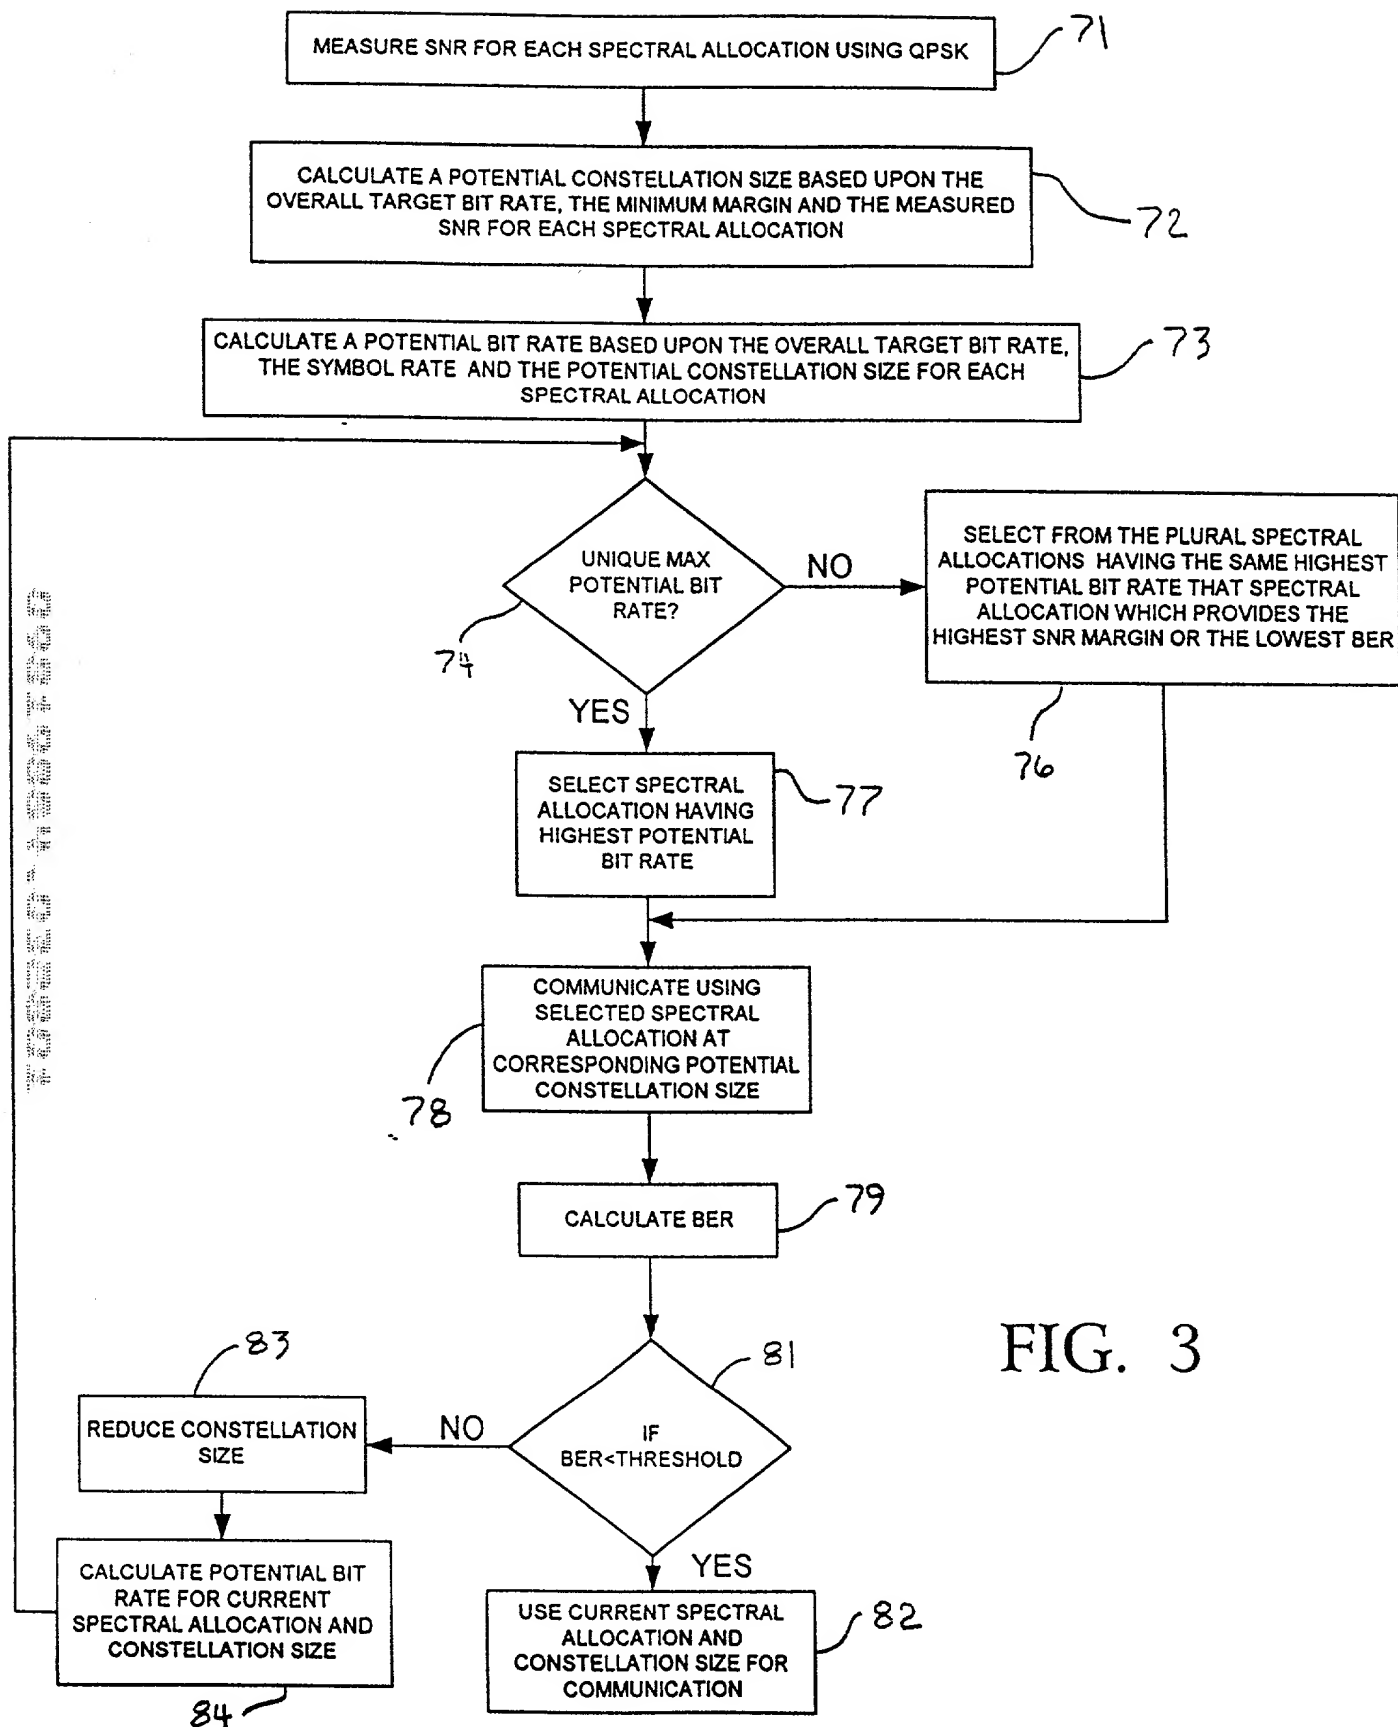 MEASURE SNR FOR EACH SPECTRAL ALLOCATION USING QPSK
71
CALCULATE A POTENTIAL CONSTELLATION SIZE BASED UPON THE
OVERALL TARGET BIT RATE, THE MINIMUM MARGIN AND THE MEASURED
SNR FOR EACH SPECTRAL ALLOCATION
72
CALCULATE A POTENTIAL BIT RATE BASED UPON THE OVERALL TARGET BIT RATE,
THE SYMBOL RATE AND THE POTENTIAL CONSTELLATION SIZE FOR EACH
SPECTRAL ALLOCATION
73
UNIQUE MAX
POTENTIAL BIT
RATE?
74
NO
SELECT FROM THE PLURAL SPECTRAL
ALLOCATIONS HAVING THE SAME HIGHEST
POTENTIAL BIT RATE THAT SPECTRAL
ALLOCATION WHICH PROVIDES THE
HIGHEST SNR MARGIN OR THE LOWEST BER
76
YES
SELECT SPECTRAL
ALLOCATION HAVING
HIGHEST POTENTIAL
BIT RATE
77
COMMUNICATE USING
SELECTED SPECTRAL
ALLOCATION AT
CORRESPONDING POTENTIAL
CONSTELLATION SIZE
78
CALCULATE BER
79
IF
BER<THRESHOLD
81
NO
REDUCE CONSTELLATION
SIZE
83
CALCULATE POTENTIAL BIT
RATE FOR CURRENT
SPECTRAL ALLOCATION AND
CONSTELLATION SIZE
84
YES
USE CURRENT SPECTRAL
ALLOCATION AND
CONSTELLATION SIZE FOR
COMMUNICATION
82
FIG. 3